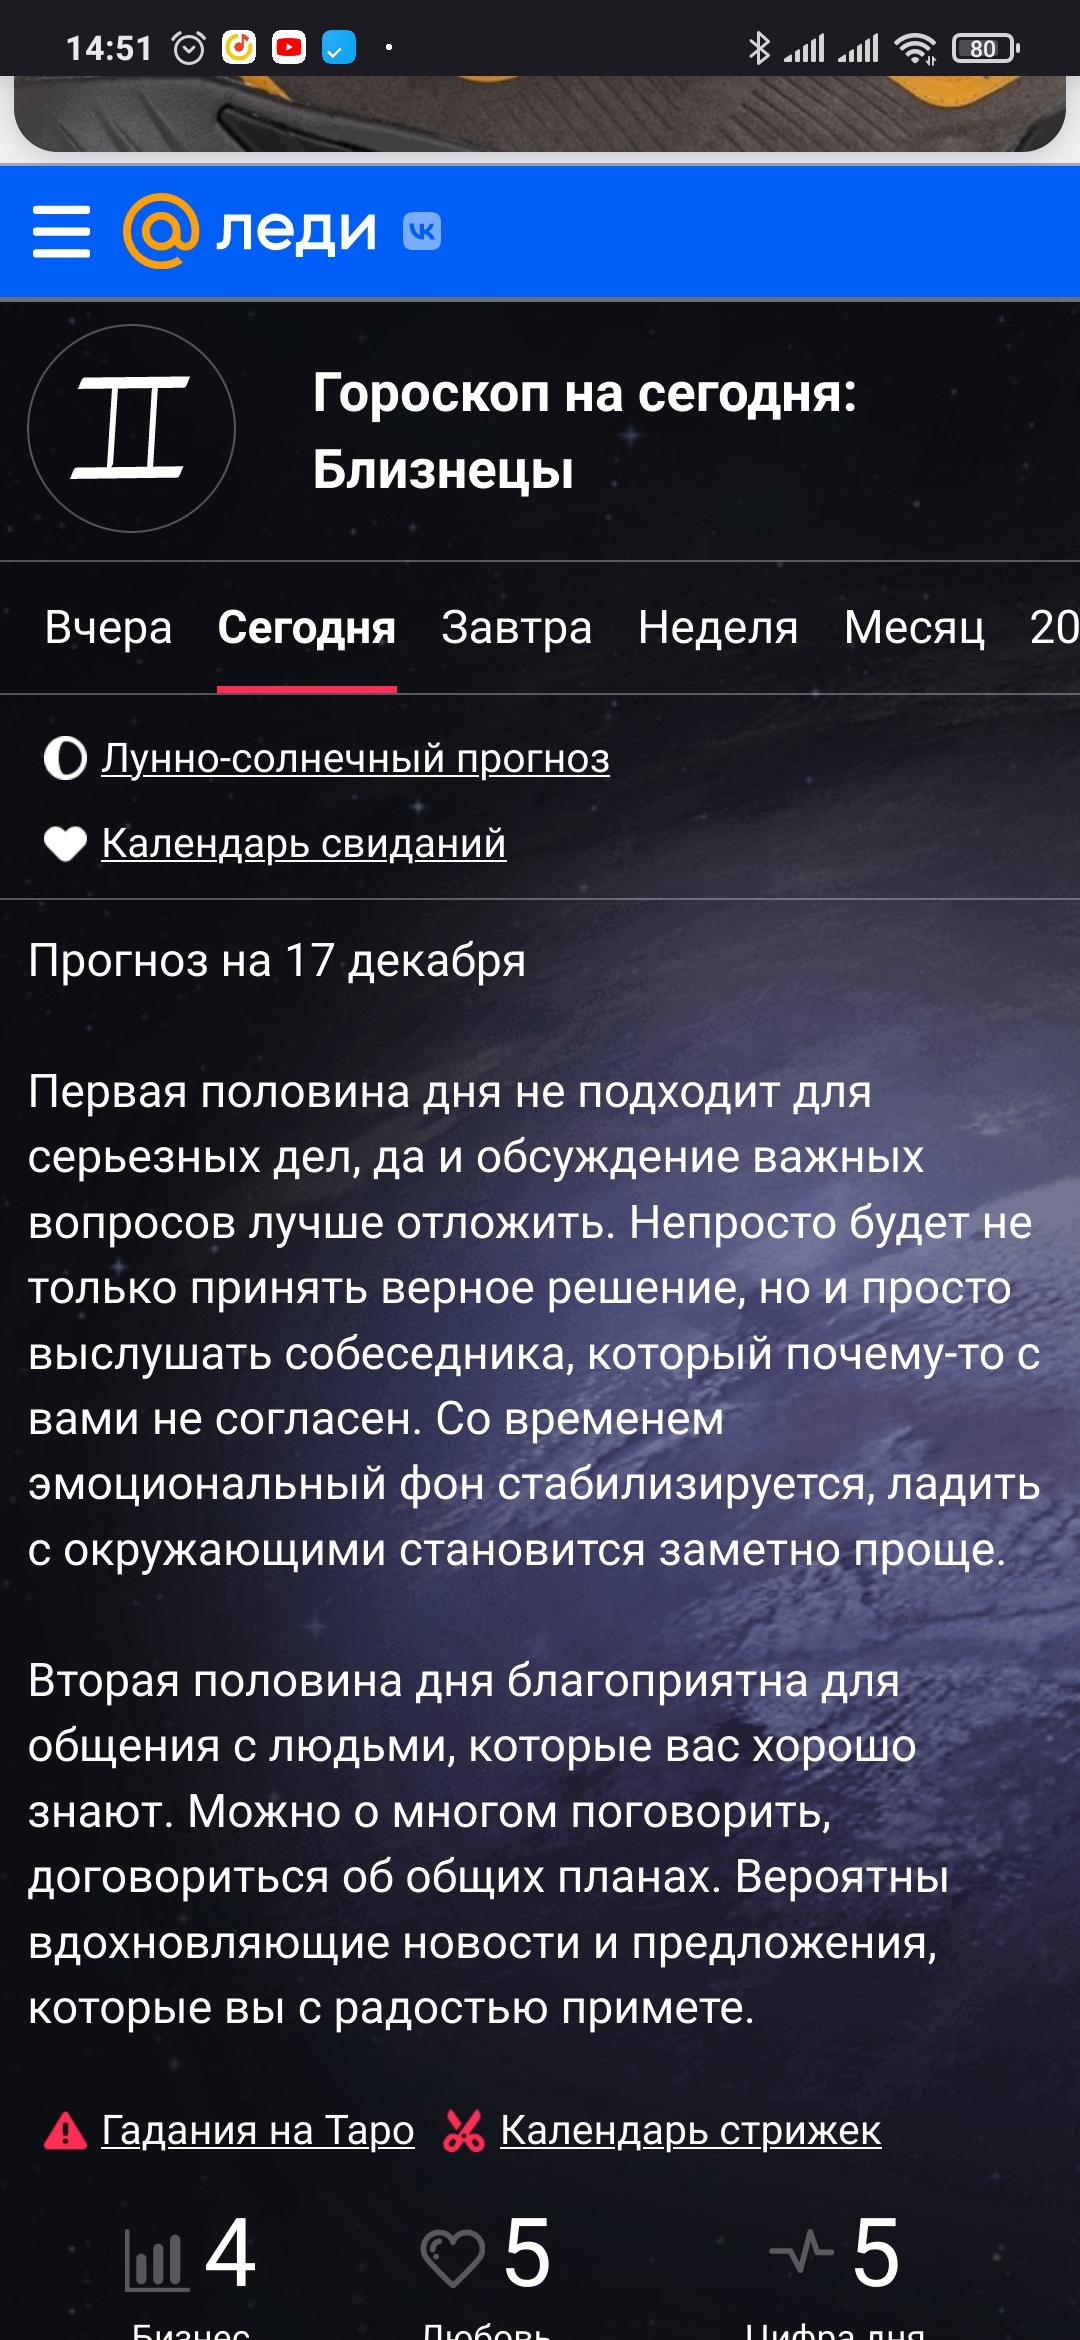 14:51
80
@ леди
Гороскоп на сегодня:
Близнецы
Вчера Сегодня Завтра Неделя Месяц 20
Лунно-солнечный прогноз
Календарь свиданий
Прогноз на 17 декабря
Первая половина дня не подходит для
серьезных дел, да и обсуждение важных
вопросов лучше отложить. Непросто будет не
только принять верное решение, но и просто
выслушать собеседника, который почему-то с
вами не согласен. Со временем
эмоциональный фон стабилизируется, ладить
с окружающими становится заметно проще.
Вторая половина дня благоприятна для
общения с людьми, которые вас хорошо
знают. Можно о многом поговорить,
договориться об общих планах. Вероятны
вдохновляющие новости и предложения,
которые вы с радостью примете.
Гадания на Таро Календарь стрижек
4 5 5
Бизнес Любовь Цифра дня